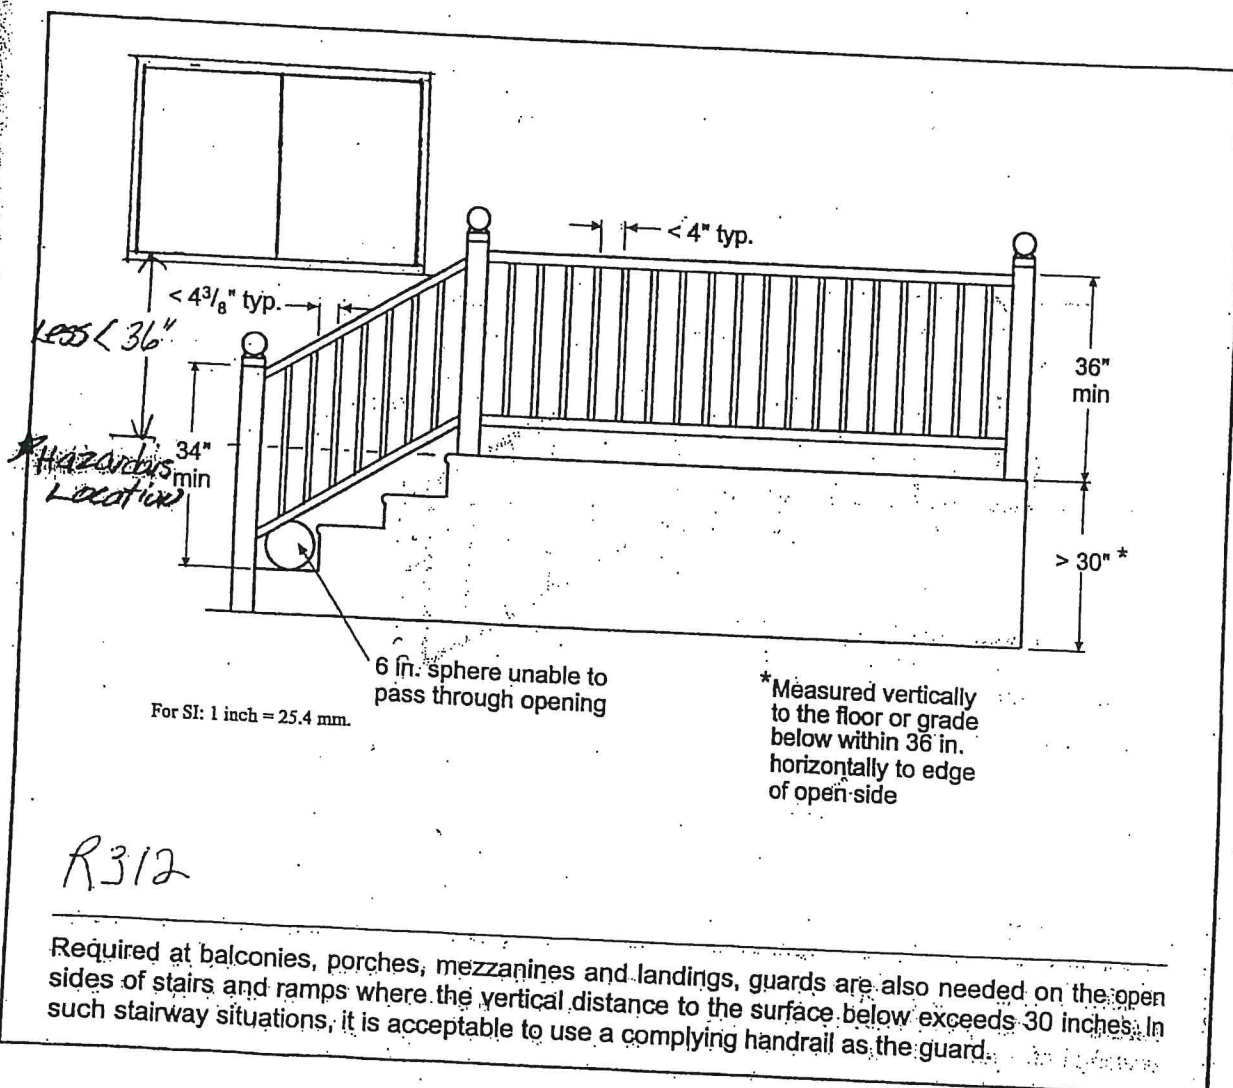 < 4" typ.
< 4³/₈" typ.
Less < 36"
36"
min
34"
min
*Hazardous
Location
> 30" *
6 in. sphere unable to
pass through opening
*Measured vertically
to the floor or grade
below within 36 in.
horizontally to edge
of open side
For SI: 1 inch = 25.4 mm.
R312
Required at balconies, porches, mezzanines and landings, guards are also needed on the open
sides of stairs and ramps where the vertical distance to the surface below exceeds 30 inches. In
such stairway situations, it is acceptable to use a complying handrail as the guard.